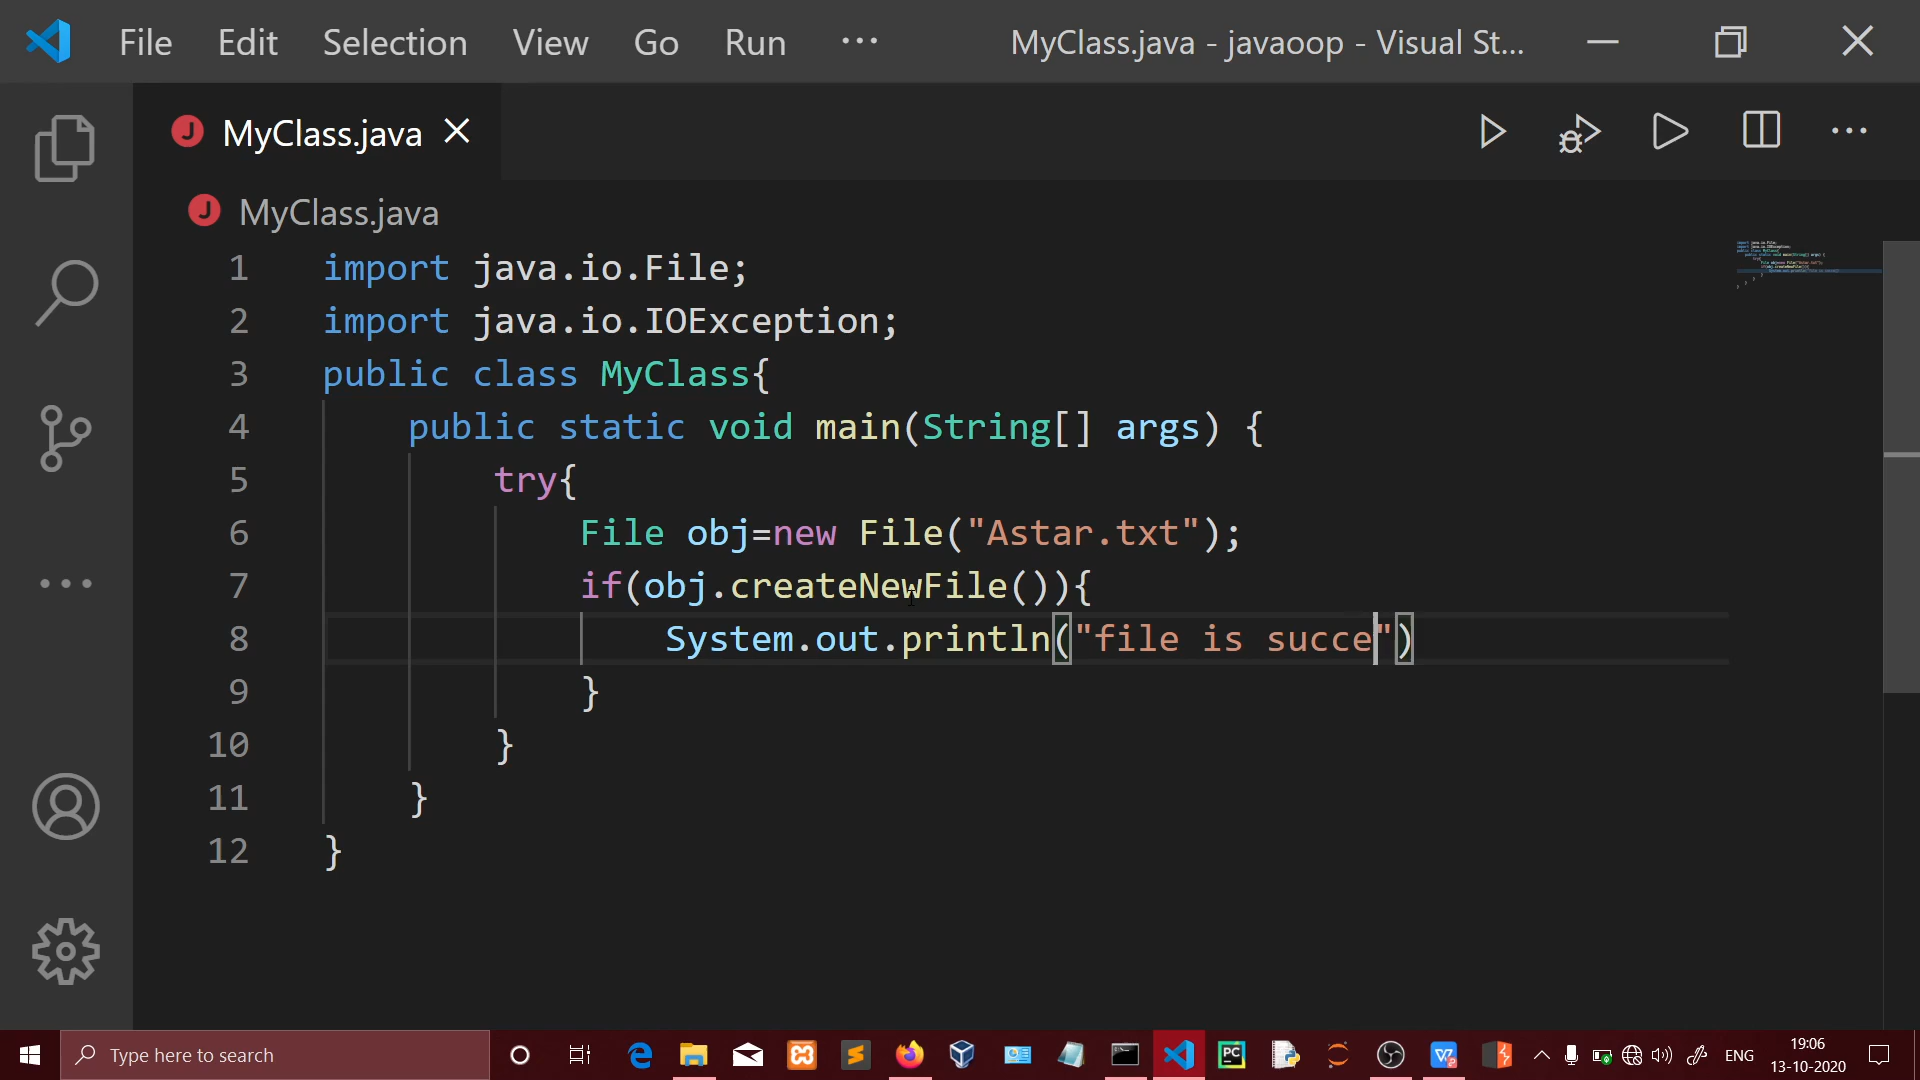 File Edit Selection View Go Run ··· MyClass.java - javaoop - Visual St...
MyClass.java
MyClass.java
1 import java.io.File;
2 import java.io.IOException;
3 public class MyClass{
4 public static void main(String[] args) {
5 try{
6 File obj=new File("Astar.txt");
7 if(obj.createNewFile()){
8 System.out.println("file is succe")
9 }
10 }
11 }
12 }
Type here to search
ENG
19:06
13-10-2020